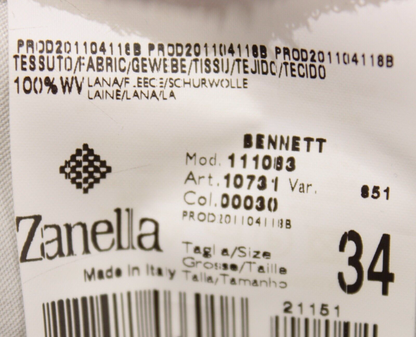 PROD201104118B PROD201104118B PROD201104118B
TESSUTO/FABRIC/GEWEBE/TISSU/TEJIDO/TECIDO
100%WV LANA/FLEECE/SCHURWOLLE
LAINE/LANA/LA
BENNETT
Mod. 111083
Art. 10731 Var. 851
Col. 00030
PROD201104118B
Zanella
Made in Italy
Taglia/Size
Grosse/Taille
Talla/Tamanho
34
21151